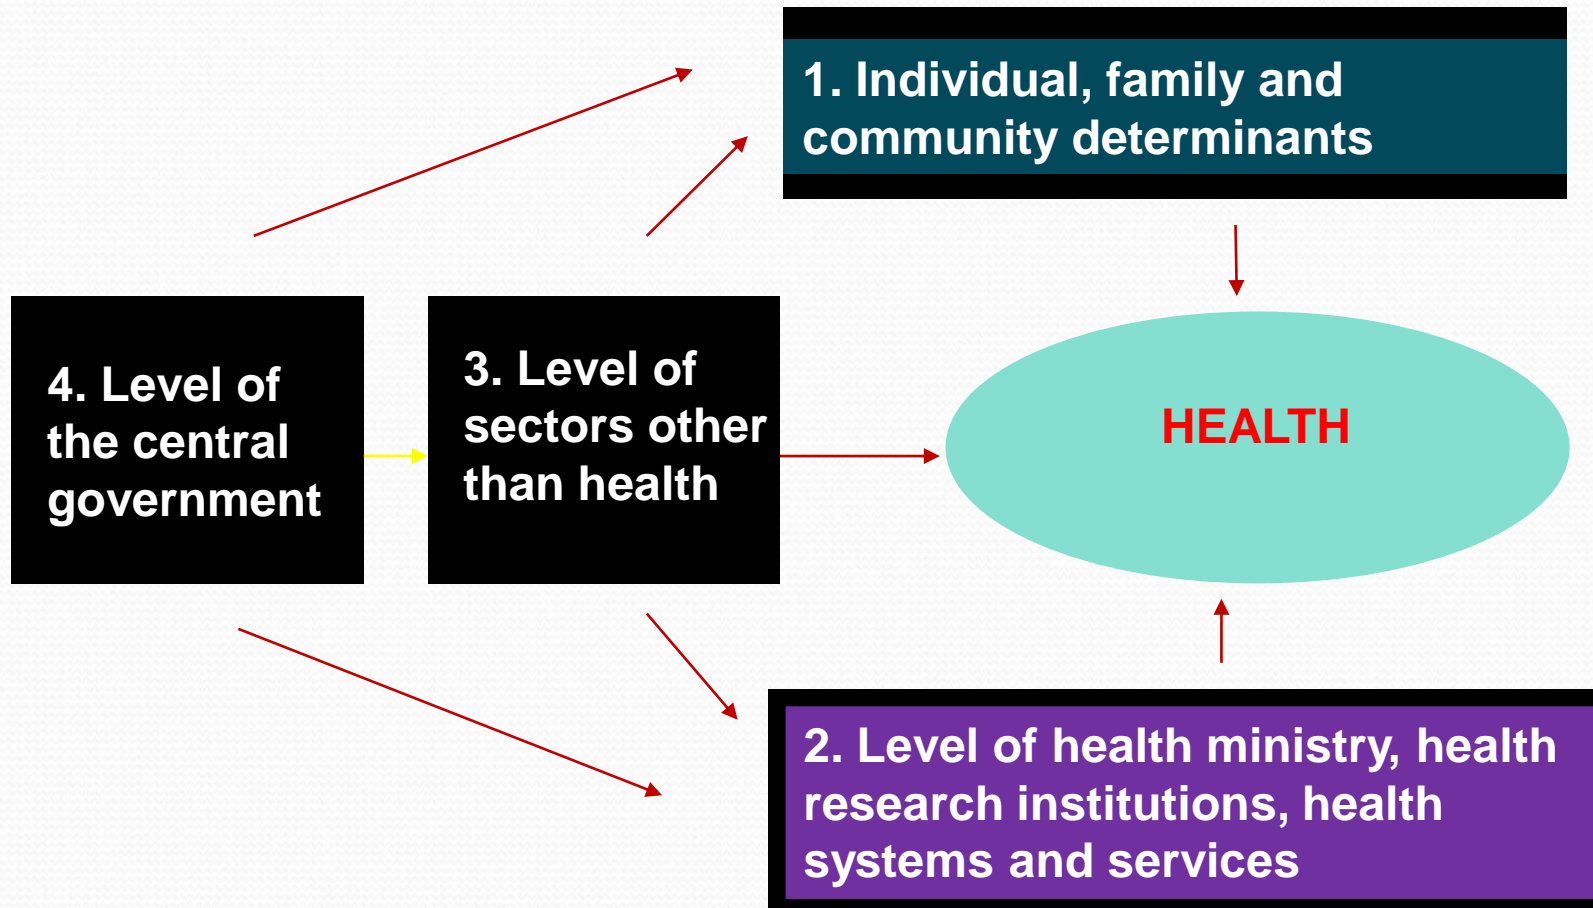 1. Individual, family and
community determinants
4. Level of
the central
government
3. Level of
sectors other
than health
HEALTH
2. Level of health ministry, health
research institutions, health
systems and services